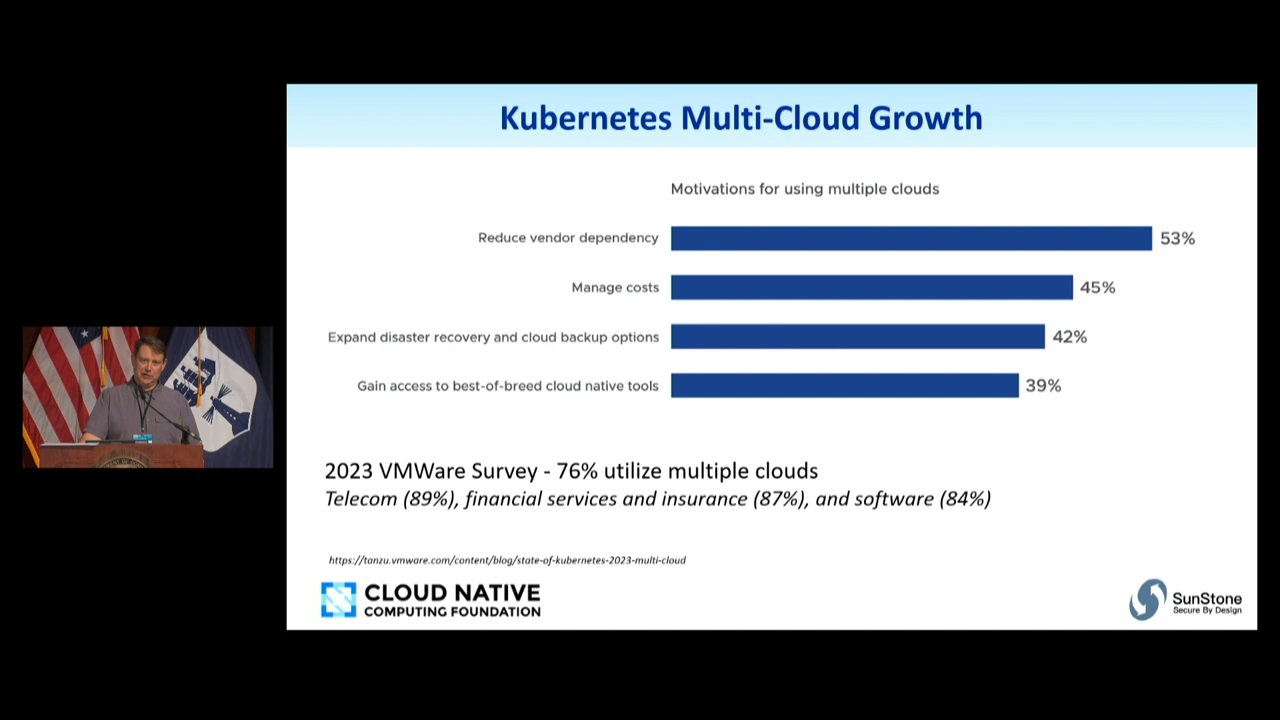 Kubernetes Multi-Cloud Growth
Motivations for using multiple clouds
Reduce vendor dependency 53%
Manage costs 45%
Expand disaster recovery and cloud backup options 42%
Gain access to best-of-breed cloud native tools 39%
2023 VMWare Survey - 76% utilize multiple clouds
Telecom (89%), financial services and insurance (87%), and software (84%)
https://tanzu.vmware.com/content/blog/state-of-kubernetes-2023-multi-cloud
CLOUD NATIVE
COMPUTING FOUNDATION
SunStone
Secure By Design